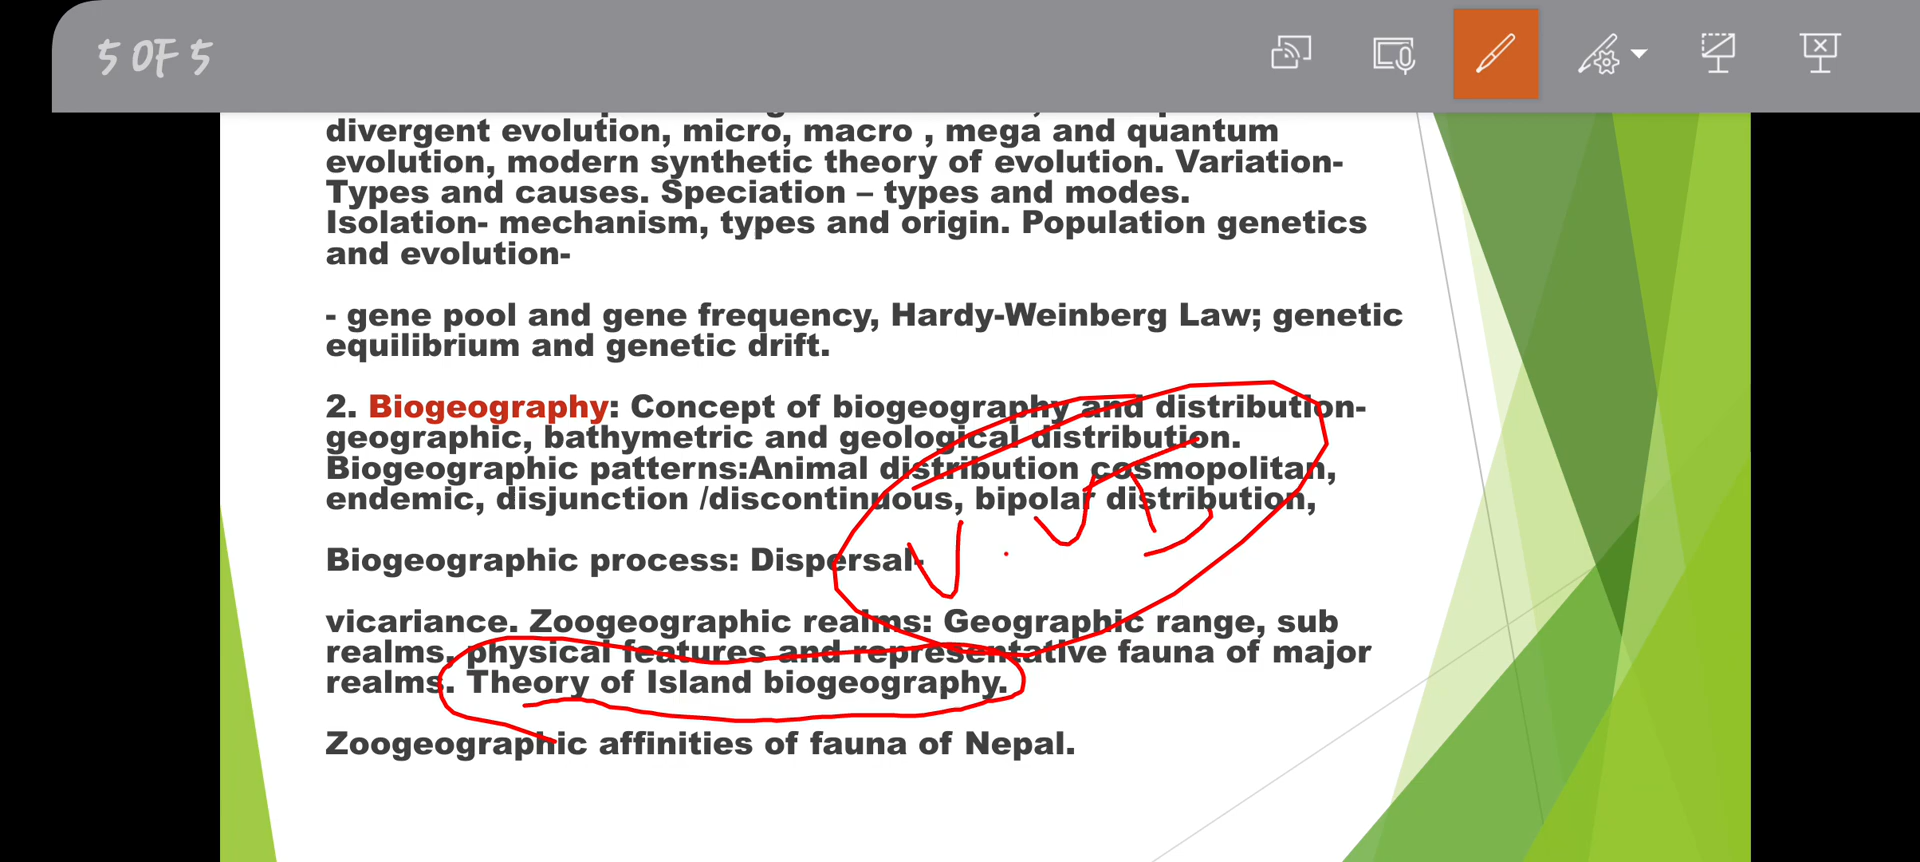 5 OF 5
divergent evolution, micro, macro , mega and quantum
evolution, modern synthetic theory of evolution. Variation-
Types and causes. Speciation – types and modes.
Isolation- mechanism, types and origin. Population genetics
and evolution-
- gene pool and gene frequency, Hardy-Weinberg Law; genetic
equilibrium and genetic drift.
2. Biogeography: Concept of biogeography and distribution-
geographic, bathymetric and geological distribution.
Biogeographic patterns:Animal distribution cosmopolitan,
endemic, disjunction /discontinuous, bipolar distribution,
Biogeographic process: Dispersal-
vicariance. Zoogeographic realms: Geographic range, sub
realms, physical features and representative fauna of major
realms. Theory of Island biogeography.
Zoogeographic affinities of fauna of Nepal.